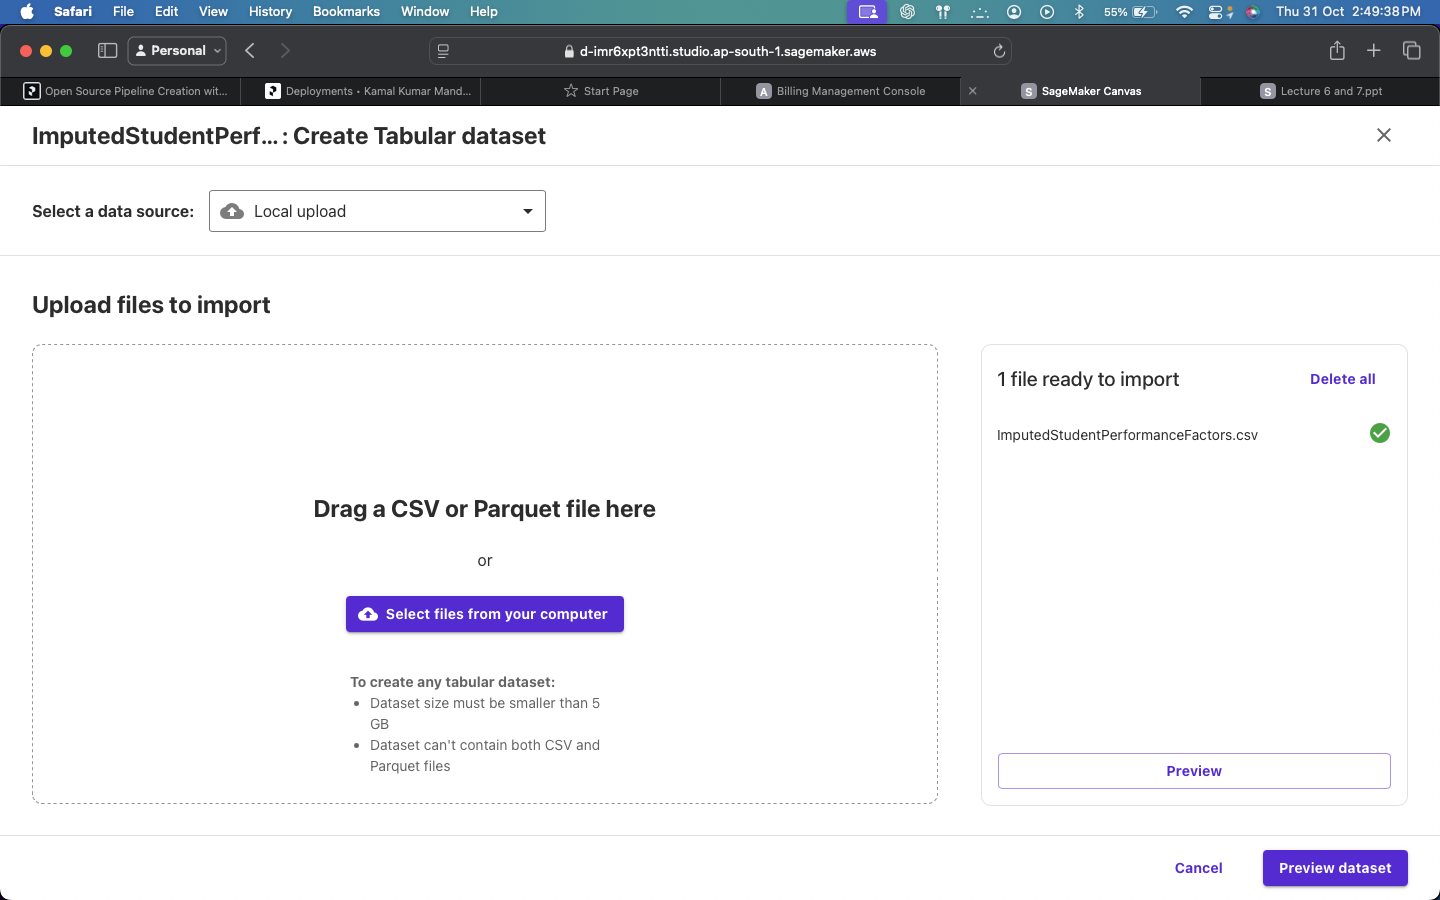 Safari File Edit View History Bookmarks Window Help 55% Thu 31 Oct 2:49:38 PM
Personal d-imr6xpt3ntti.studio.ap-south-1.sagemaker.aws
Open Source Pipeline Creation wit... Deployments • Kamal Kumar Mand... Start Page A Billing Management Console S SageMaker Canvas S Lecture 6 and 7.ppt
ImputedStudentPerf... : Create Tabular dataset
Select a data source: Local upload
Upload files to import
Drag a CSV or Parquet file here
or
Select files from your computer
To create any tabular dataset:
• Dataset size must be smaller than 5
GB
• Dataset can't contain both CSV and
Parquet files
1 file ready to import Delete all
ImputedStudentPerformanceFactors.csv
Preview
Cancel Preview dataset